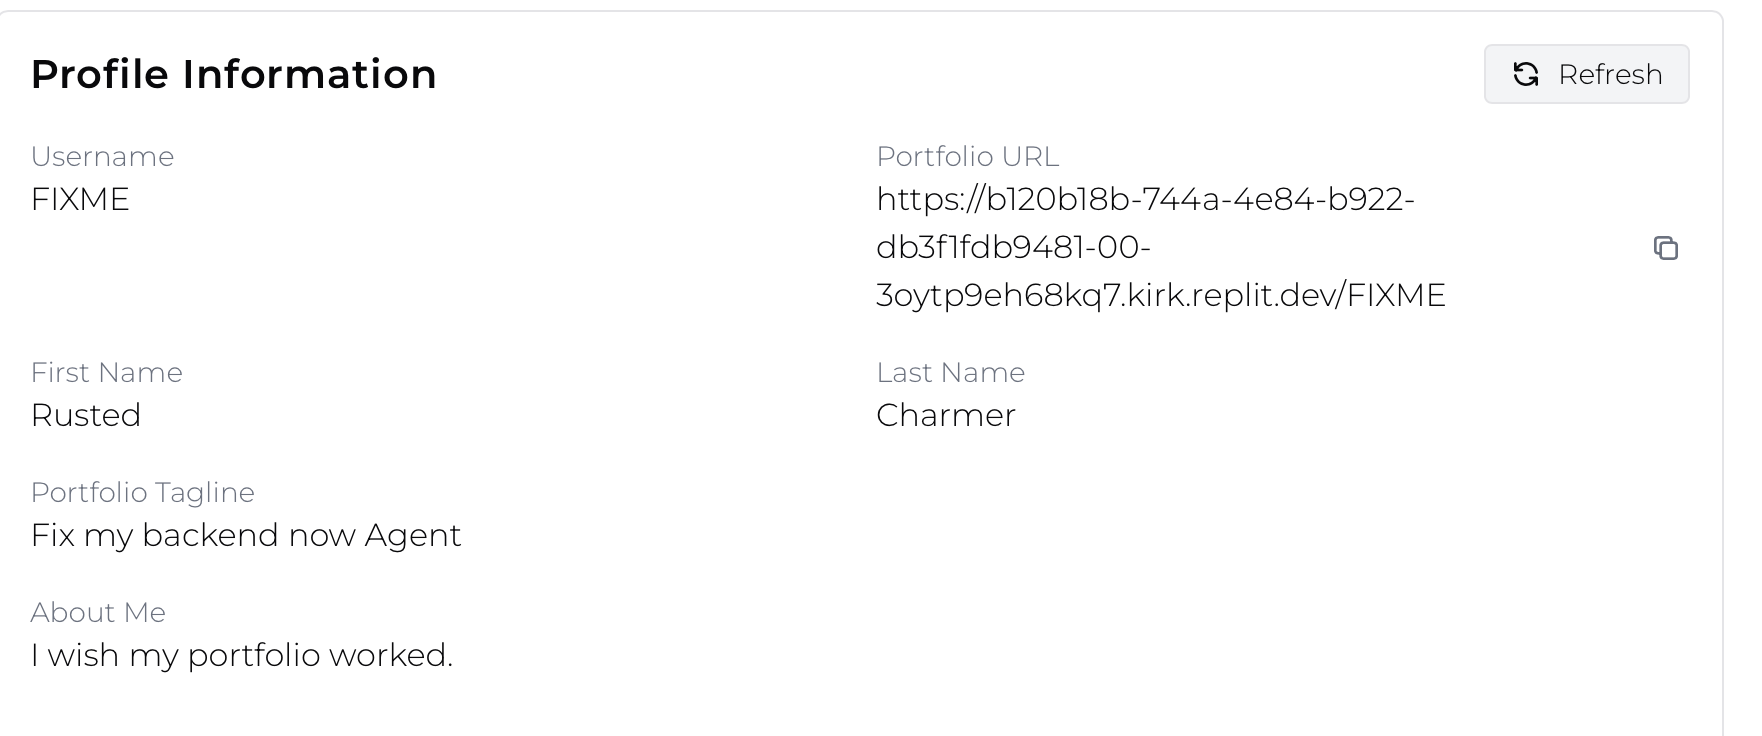 Profile Information
Refresh
Username
FIXME
Portfolio URL
https://b120b18b-744a-4e84-b922-
db3f1fdb9481-00-
3oytp9eh68kq7.kirk.replit.dev/FIXME
First Name
Rusted
Last Name
Charmer
Portfolio Tagline
Fix my backend now Agent
About Me
I wish my portfolio worked.